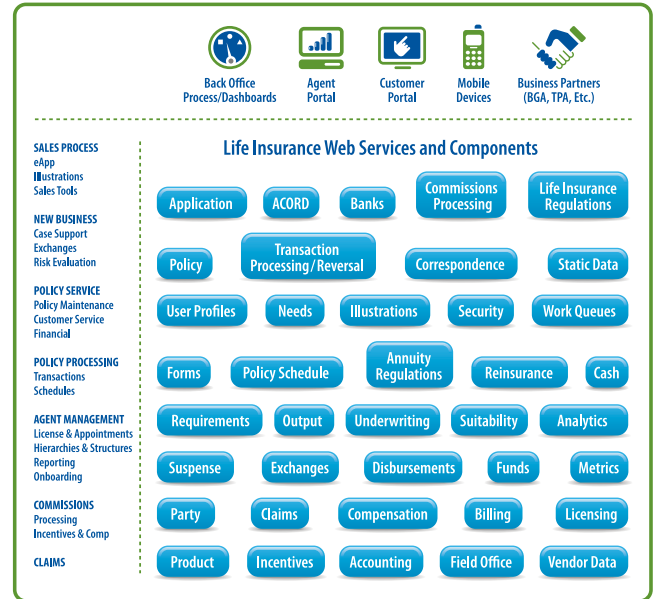 Back Office
Process/Dashboards
Agent
Portal
Customer
Portal
Mobile
Devices
Business Partners
(BGA, TPA, Etc.)
SALES PROCESS
eApp
Illustrations
Sales Tools
NEW BUSINESS
Case Support
Exchanges
Risk Evaluation
POLICY SERVICE
Policy Maintenance
Customer Service
Financial
POLICY PROCESSING
Transactions
Schedules
AGENT MANAGEMENT
License & Appointments
Hierarchies & Structures
Reporting
Onboarding
COMMISSIONS
Processing
Incentives & Comp
CLAIMS
Life Insurance Web Services and Components
Application
ACORD
Banks
Commissions
Processing
Life Insurance
Regulations
Policy
Transaction
Processing/Reversal
Correspondence
Static Data
User Profiles
Needs
Illustrations
Security
Work Queues
Forms
Policy Schedule
Annuity
Regulations
Reinsurance
Cash
Requirements
Output
Underwriting
Suitability
Analytics
Suspense
Exchanges
Disbursements
Funds
Metrics
Party
Claims
Compensation
Billing
Licensing
Product
Incentives
Accounting
Field Office
Vendor Data